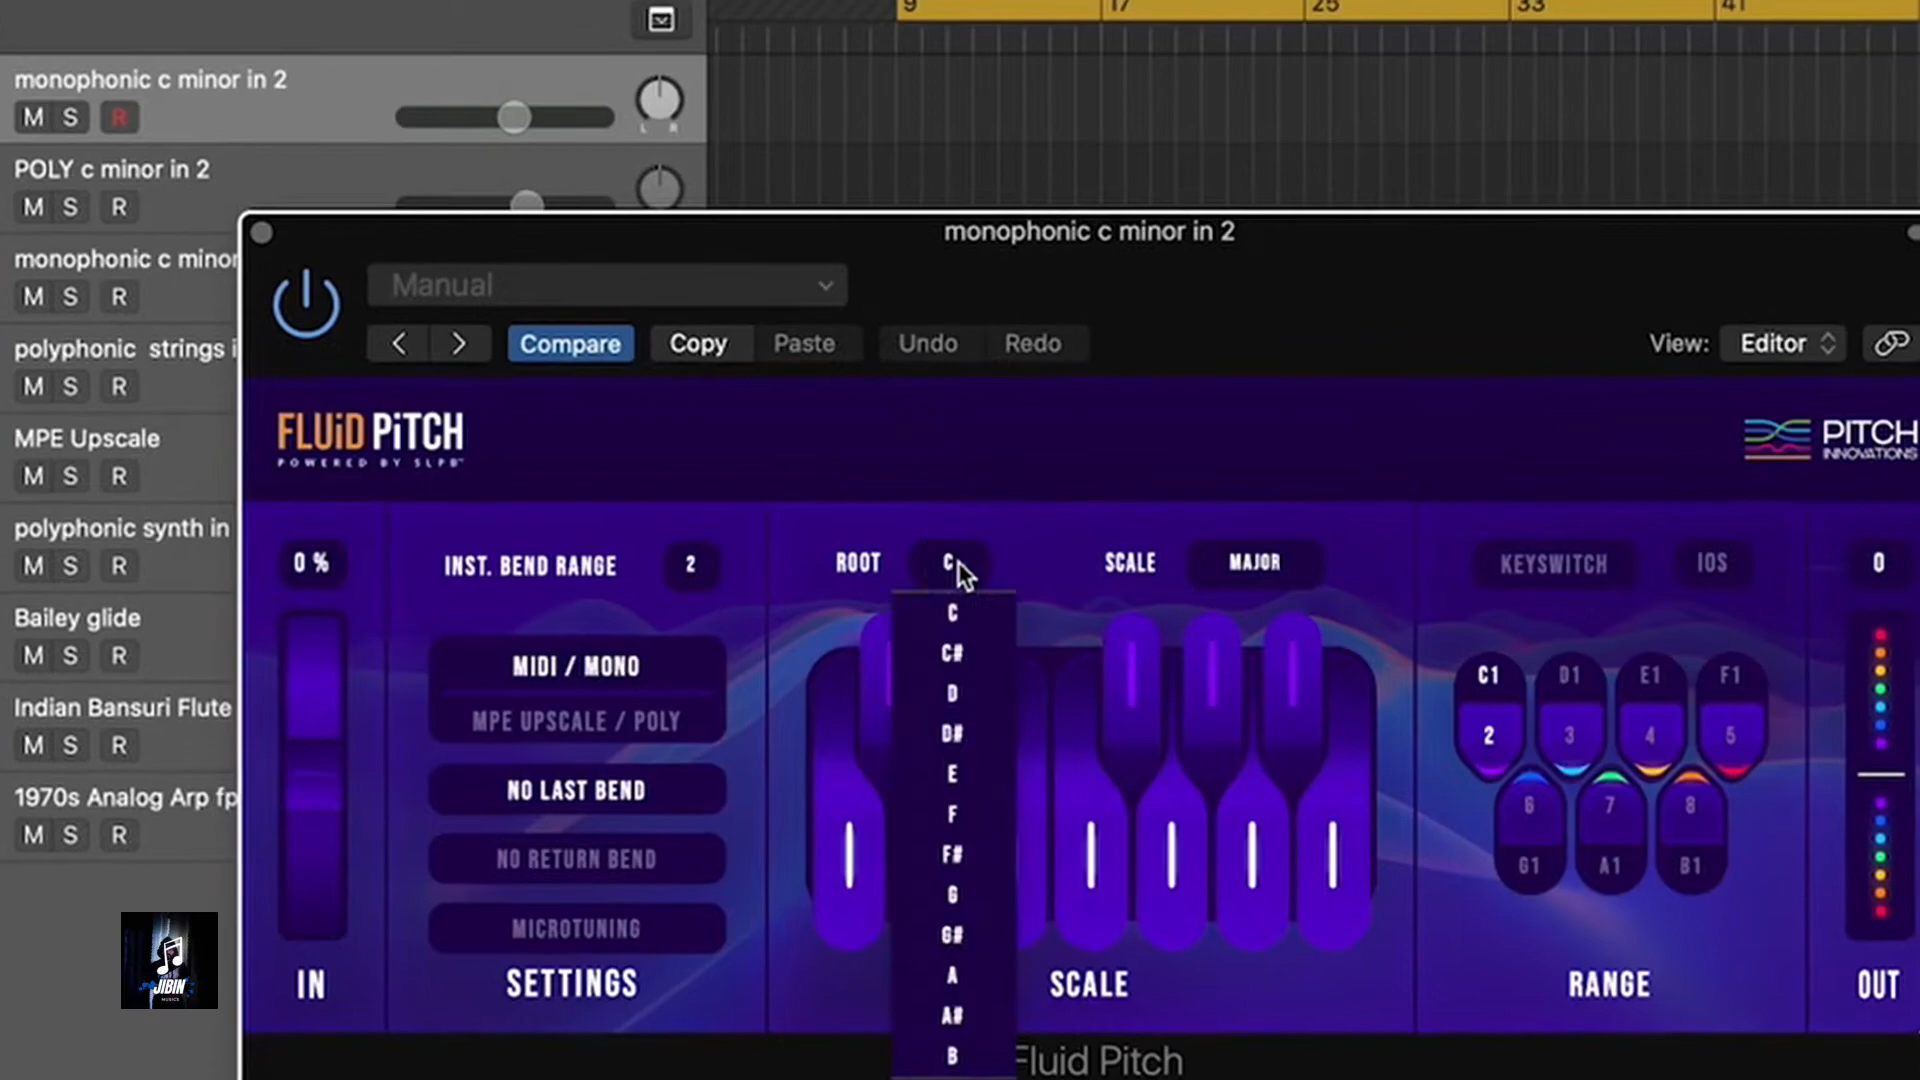 9 17 25 33 41
monophonic c minor in 2
M S R
L R
POLY c minor in 2
M S R
monophonic c minor
M S R
polyphonic strings i
M S R
MPE Upscale
M S R
polyphonic synth in
M S R
Bailey glide
M S R
Indian Bansuri Flute
M S R
1970s Analog Arp fp
M S R
monophonic c minor in 2
Manual
Compare Copy Paste Undo Redo
View: Editor
FLUiD PiTCH
POWERED BY SLPB™
PITCH
INNOVATIONS
0 %
INST. BEND RANGE 2
ROOT C
SCALE MAJOR
KEYSWITCH IOS
0
MIDI / MONO
MPE UPSCALE / POLY
NO LAST BEND
NO RETURN BEND
MICROTUNING
C
C#
D
D#
E
F
F#
G
G#
A
A#
B
C1 D1 E1 F1
2 3 4 5
6 7 8
G1 A1 B1
IN
SETTINGS
SCALE
RANGE
OUT
Fluid Pitch
JIBIN
MUSICS